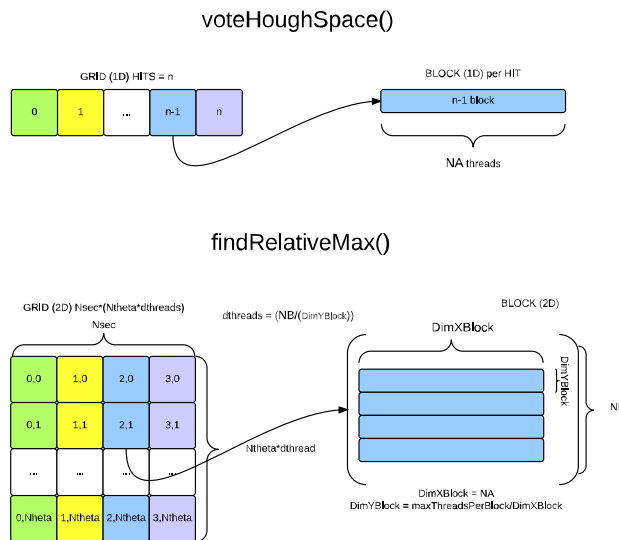 voteHoughSpace()
GRID (1D) HITS = n
BLOCK (1D) per HIT
0 1 ... n-1 n
n-1 block
NA threads
findRelativeMax()
GRID (2D) Nsec*(Ntheta*dthreads)
Nsec
dthreads = (NB/(DimYBlock))
BLOCK (2D)
DimXBlock
DimYBlock
0,0 1,0 2,0 3,0
0,1 1,1 2,1 3,1
Ntheta*dthread
... ... ... ...
0,Nheta 1,Ntheta 2,Ntheta 3,Ntheta
DimXBlock = NA
DimYBlock = maxThreadsPerBlock/DimXBlock